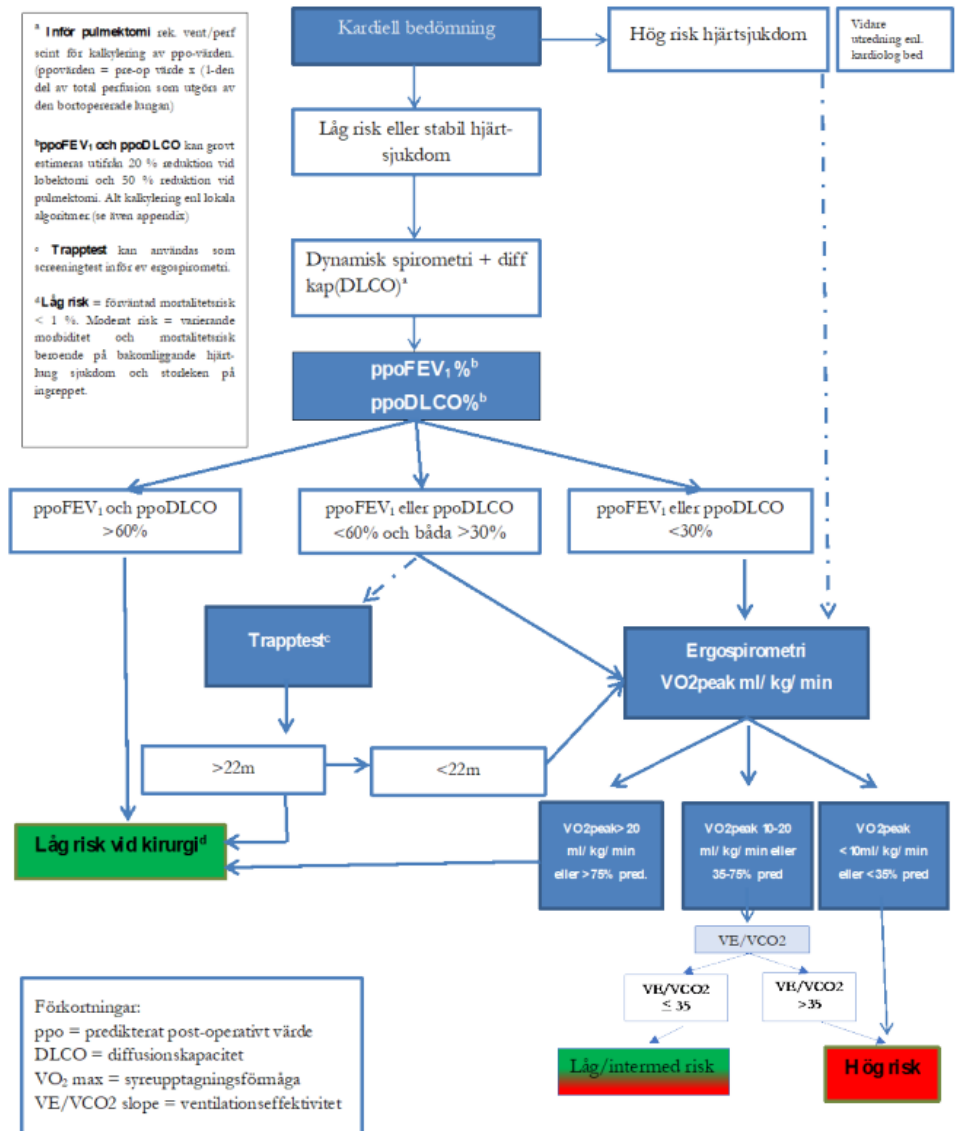 ᵃ Inför pulmektomi rek. vent/perf
scint för kalkylering av ppo-värden.
(ppovärden = pre-op värde x (1-den
del av total perfusion som utgörs av
den bortopererade lungan)
ᵇppoFEV₁ och ppoDLCO kan grovt
estimeras utifrån 20 % reduktion vid
lobektomi och 50 % reduktion vid
pulmektomi. Alt kalkylering enl lokala
algoritmer.(se även appendix)
ᶜ Trapptest kan användas som
screeningtest inför ev ergospirometri.
ᵈ Låg risk = förväntad mortalitetsrisk
< 1 %. Moderat risk = varierande
morbiditet och mortalitetsrisk
beroende på bakomliggande hjärt-
lung sjukdom och storleken på
ingreppet.
Kardiell bedömning
Hög risk hjärtsjukdom
Vidare
utredning enl.
kardiolog bed
Låg risk eller stabil hjärt-
sjukdom
Dynamisk spirometri + diff
kap(DLCO)ᵃ
ppoFEV₁ %ᵇ
ppoDLCO%ᵇ
ppoFEV₁ och ppoDLCO
>60%
ppoFEV₁ eller ppoDLCO
<60% och båda >30%
ppoFEV₁ eller ppoDLCO
<30%
Trapptestᶜ
Ergospirometri
VO2peak ml/ kg/ min
>22m
<22m
Låg risk vid kirurgiᵈ
VO2peak> 20
ml/ kg/ min
eller >75% pred.
VO2peak 10-20
ml/ kg/ min eller
35-75% pred
VO2peak
<10ml/ kg/ min
eller <35% pred
VE/VCO2
VE/VCO2
≤ 35
VE/VCO2
>35
Låg/intermed risk
Hög risk
Förkortningar:
ppo = predikterat post-operativt värde
DLCO = diffusionskapacitet
VO₂ max = syreupptagningsförmåga
VE/VCO2 slope = ventilationseffektivitet